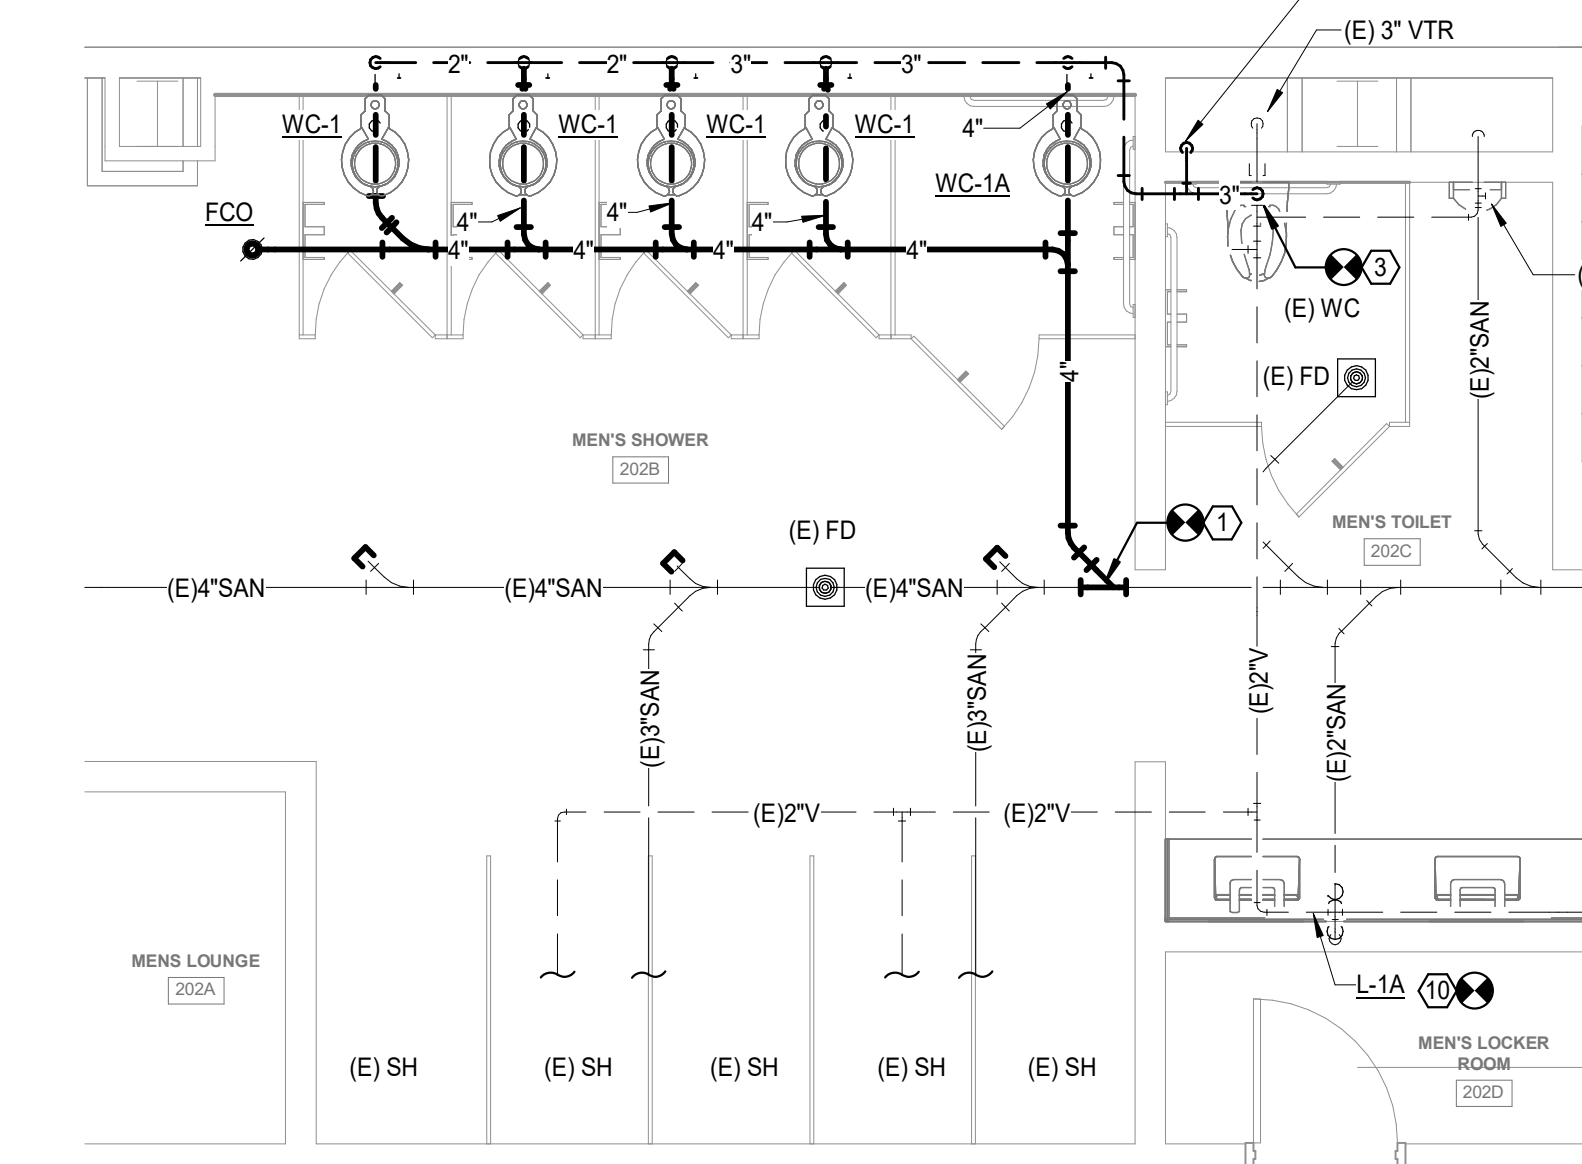 (E) 3" VTR
2"
2"
3"
3"
WC-1
WC-1
WC-1
WC-1
4"
WC-1A
3"
FCO
4"
4"
4"
4"
4"
4"
4"
4"
3
(E) WC
(E)2"SAN
4"
(E) FD
MEN'S SHOWER
202B
1
MEN'S TOILET
202C
(E) FD
(E)4"SAN
(E)4"SAN
(E)4"SAN
(E)3"SAN
(E)3"SAN
(E)2"V
(E)2"SAN
(E)2"V
(E)2"V
MENS LOUNGE
202A
L-1A
10
MEN'S LOCKER
ROOM
202D
(E) SH
(E) SH
(E) SH
(E) SH
(E) SH